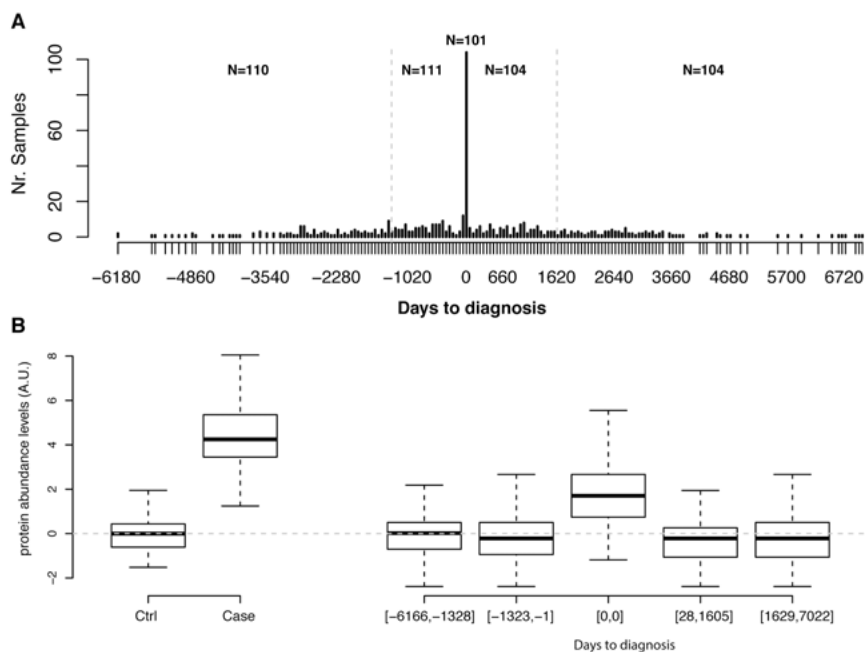 A
N=101
N=110 N=111 N=104 N=104
Nr. Samples
100
60
20
0
−6180 −4860 −3540 −2280 −1020 0 660 1620 2640 3660 4680 5700 6720
Days to diagnosis
B
protein abundance levels (A.U.)
8
6
4
2
0
−2
Ctrl Case [−6166,−1328] [−1323,−1] [0,0] [28,1605] [1629,7022]
Days to diagnosis